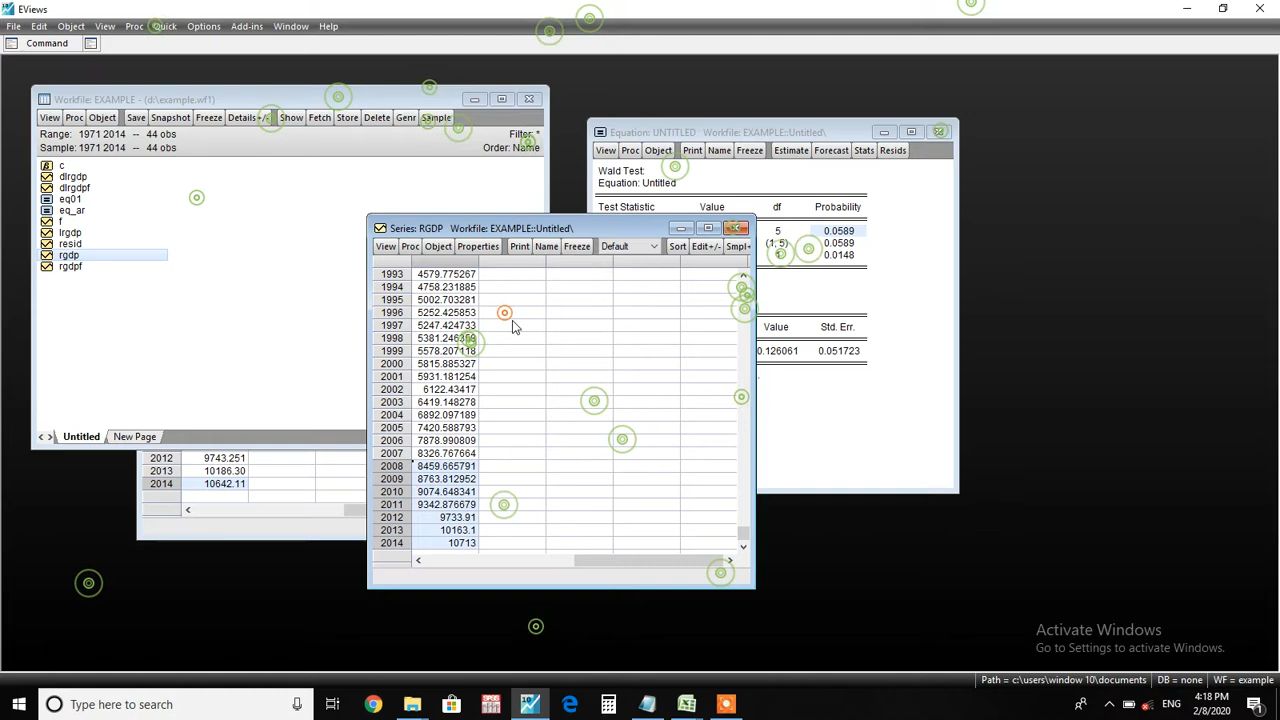 EViews
File Edit Object View Proc Quick Options Add-ins Window Help
Command
Workfile: EXAMPLE - (d:\example.wf1)
View Proc Object Save Snapshot Freeze Details+/- Show Fetch Store Delete Genr Sample
Range: 1971 2014 -- 44 obs Filter: *
Sample: 1971 2014 -- 44 obs Order: Name
c
dlrgdp
dlrgdpf
eq01
eq_ar
f
lrgdp
resid
rgdp
rgdpf
Untitled New Page
2012 9743.251
2013 10186.30
2014 10642.11
Equation: UNTITLED Workfile: EXAMPLE::Untitled\
View Proc Object Print Name Freeze Estimate Forecast Stats Resids
Wald Test:
Equation: Untitled
Test Statistic Value df Probability
5 0.0589
(1, 5) 0.0589
1 0.0148
Value Std. Err.
0.126061 0.051723
Series: RGDP Workfile: EXAMPLE::Untitled\
View Proc Object Properties Print Name Freeze Default Sort Edit+/- Smpl+
1993 4579.775267
1994 4758.231885
1995 5002.703281
1996 5252.425853
1997 5247.424733
1998 5381.246309
1999 5578.207118
2000 5815.885327
2001 5931.181254
2002 6122.43417
2003 6419.148278
2004 6892.097189
2005 7420.588793
2006 7878.990809
2007 8326.767664
2008 8459.665791
2009 8763.812952
2010 9074.648341
2011 9342.876679
2012 9733.91
2013 10163.1
2014 10713
Activate Windows
Go to Settings to activate Windows.
Path = c:\users\window 10\documents DB = none WF = example
Type here to search
ENG
4:18 PM
2/8/2020